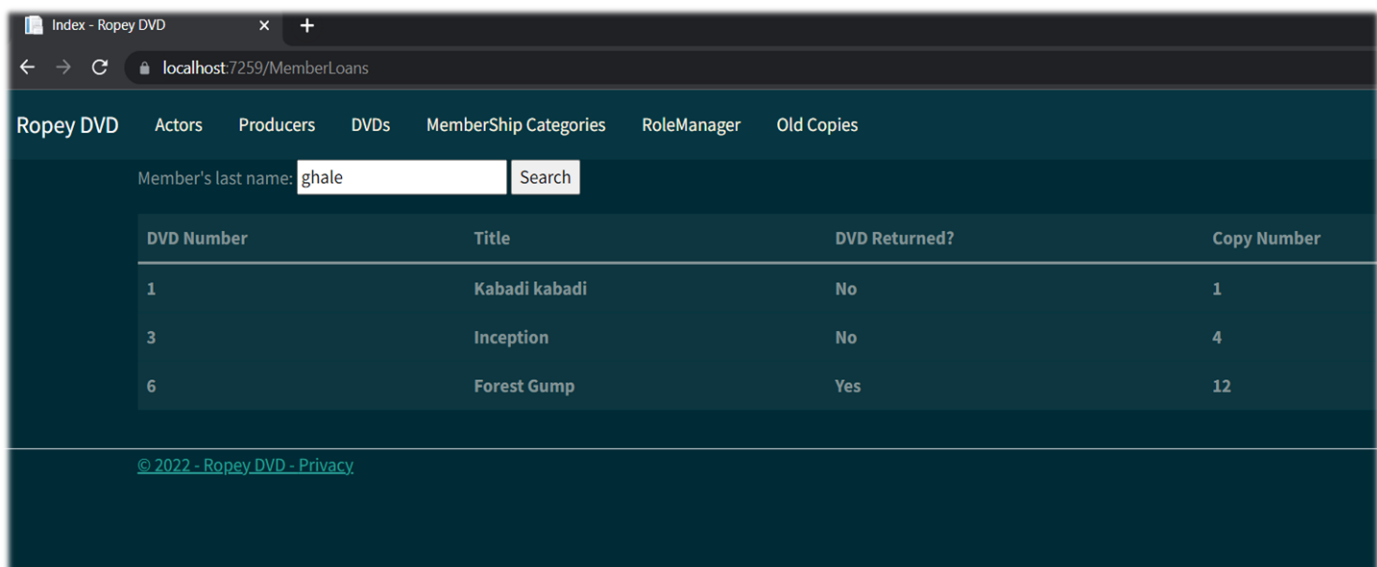 Index - Ropey DVD
localhost:7259/MemberLoans
Ropey DVD Actors Producers DVDs MemberShip Categories RoleManager Old Copies
Member's last name: ghale Search
DVD Number Title DVD Returned? Copy Number
1 Kabadi kabadi No 1
3 Inception No 4
6 Forest Gump Yes 12
© 2022 - Ropey DVD - Privacy